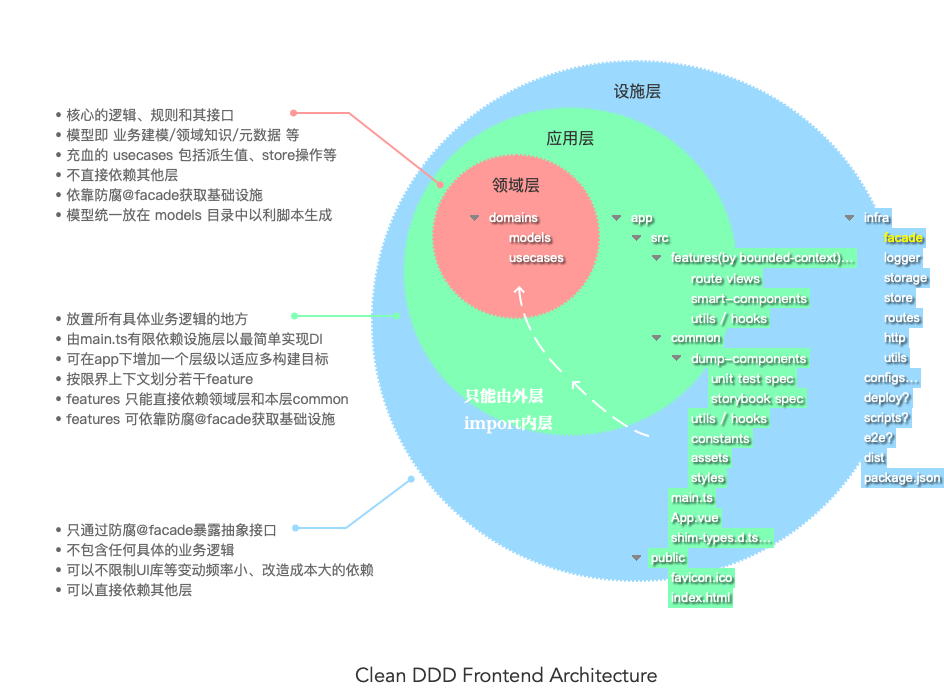 设施层
应用层
领域层
• 核心的逻辑、规则和其接口
• 模型即 业务建模/领域知识/元数据 等
• 充血的 usecases 包括派生值、store操作等
• 不直接依赖其他层
• 依靠防腐@facade获取基础设施
• 模型统一放在 models 目录中以利脚本生成
• 放置所有具体业务逻辑的地方
• 由main.ts有限依赖设施层以最简单实现DI
• 可在app下增加一个层级以适应多构建目标
• 按限界上下文划分若干feature
• features 只能直接依赖领域层和本层common
• features 可依靠防腐@facade获取基础设施
• 只通过防腐@facade暴露抽象接口
• 不包含任何具体的业务逻辑
• 可以不限制UI库等变动频率小、改造成本大的依赖
• 可以直接依赖其他层
domains
models
usecases
只能由外层
import内层
app
src
features(by bounded-context)...
route views
smart-components
utils / hooks
common
dump-components
unit test spec
storybook spec
utils / hooks
constants
assets
styles
main.ts
App.vue
shim-types.d.ts...
public
favicon.ico
index.html
infra
facade
logger
storage
store
routes
http
utils
configs...
deploy?
scripts?
e2e?
dist
package.json
Clean DDD Frontend Architecture